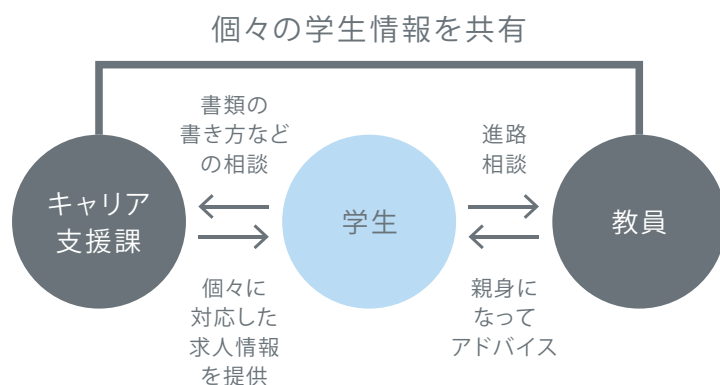 個々の学生情報を共有
書類の
書き方など
の相談
進路
相談
キャリア
支援課
学生
教員
個々に
対応した
求人情報
を提供
親身に
なって
アドバイス